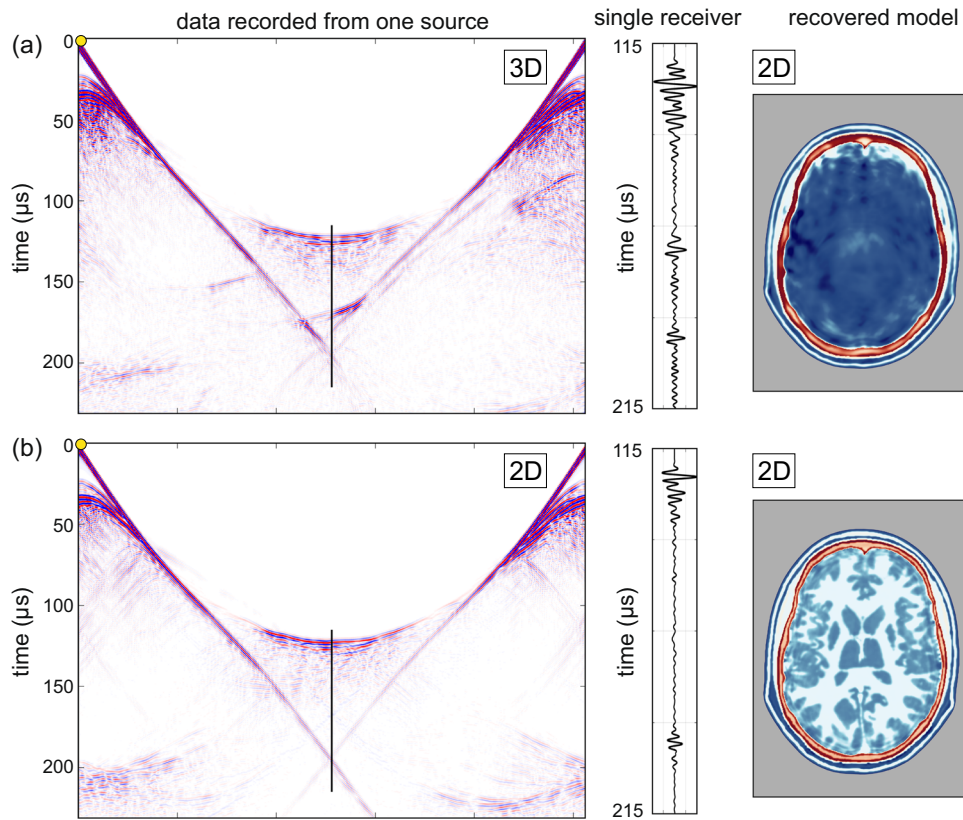 data recorded from one source
single receiver
recovered model
(a)
3D
0
50
100
150
200
time (µs)
115
time (µs)
215
2D
(b)
2D
0
50
100
150
200
time (µs)
115
time (µs)
215
2D